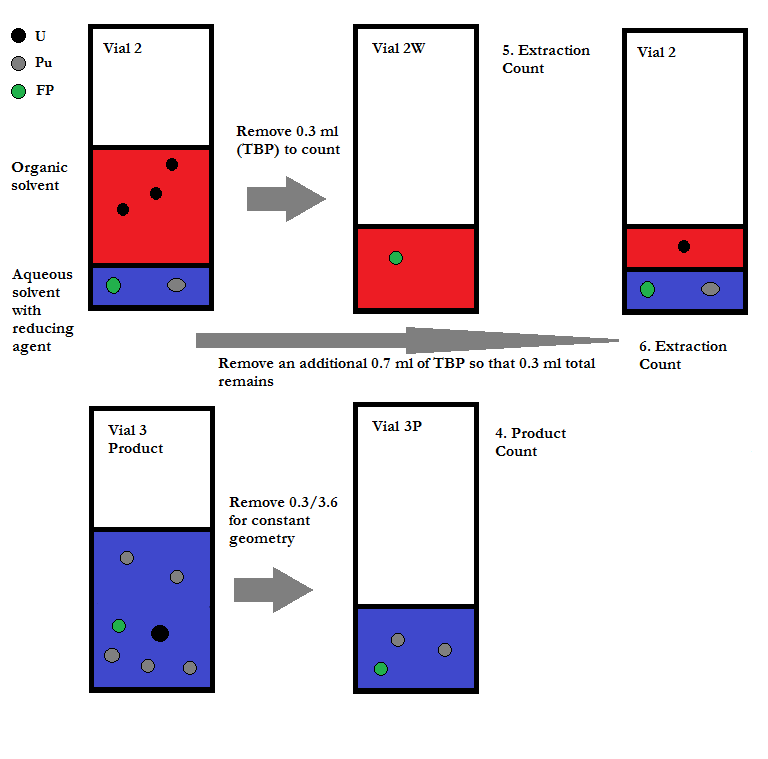 U
Pu
FP
Vial 2
Organic
solvent
Aqueous
solvent
with
reducing
agent
Remove 0.3 ml
(TBP) to count
Vial 2W
5. Extraction
Count
Vial 2
6. Extraction
Count
Remove an additional 0.7 ml of TBP so that 0.3 ml total
remains
Vial 3
Product
Remove 0.3/3.6
for constant
geometry
Vial 3P
4. Product
Count